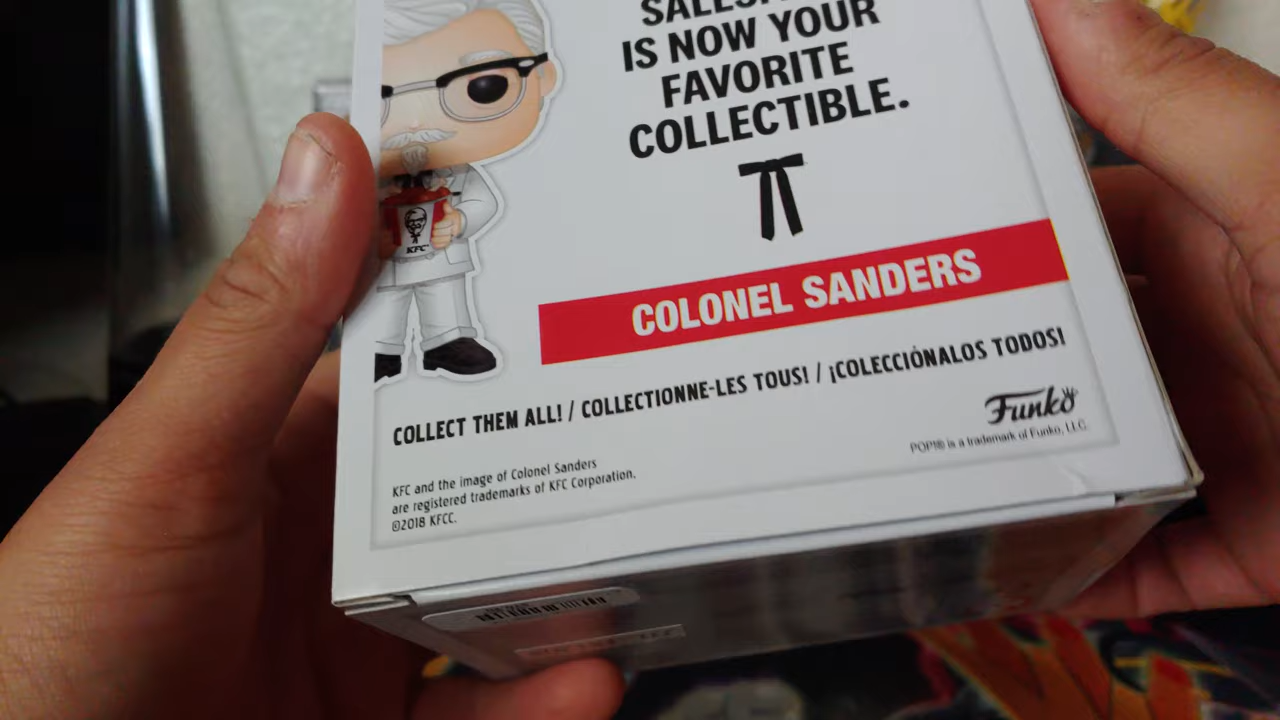 IS NOW YOUR
FAVORITE
COLLECTIBLE.
KFC
COLONEL SANDERS
COLLECT THEM ALL! / COLLECTIONNE-LES TOUS! / ¡COLECCIÓNALOS TODOS!
Funko
POP!® is a trademark of Funko, LLC.
KFC and the image of Colonel Sanders
are registered trademarks of KFC Corporation.
©2018 KFCC.